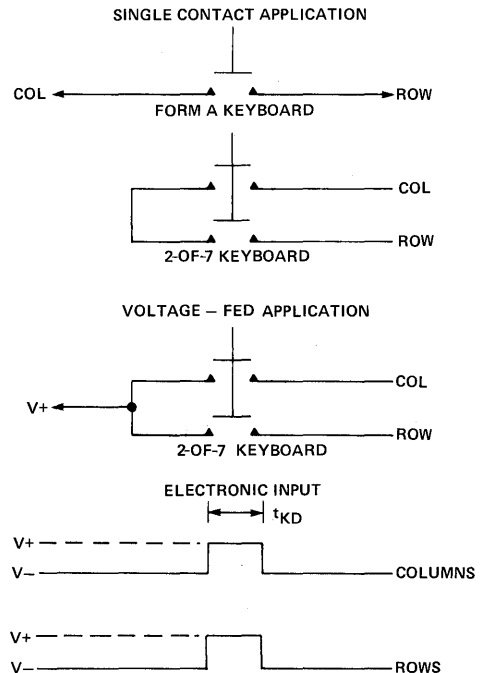 SINGLE CONTACT APPLICATION
COL ROW
FORM A KEYBOARD
COL
ROW
2-OF-7 KEYBOARD
VOLTAGE – FED APPLICATION
COL
V+
ROW
2-OF-7 KEYBOARD
ELECTRONIC INPUT
tKD
V+
V– COLUMNS
V+
V– ROWS